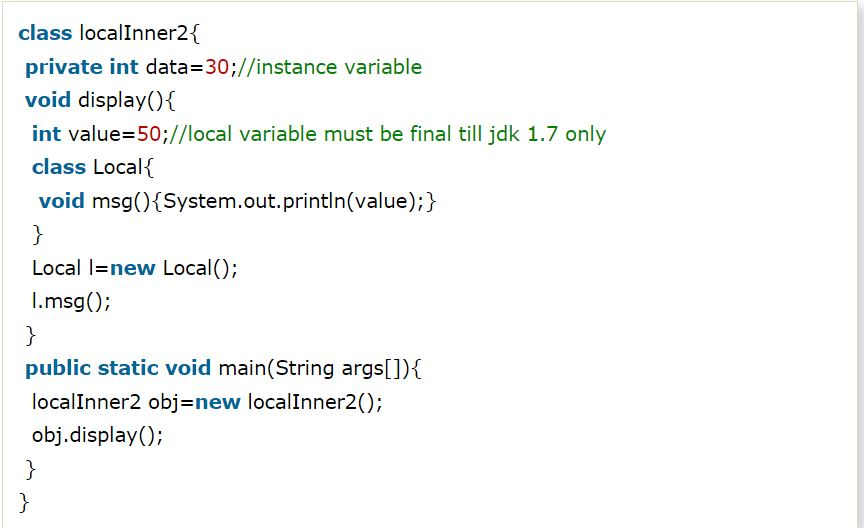 class localInner2{
private int data=30;//instance variable
void display(){
int value=50;//local variable must be final till jdk 1.7 only
class Local{
void msg(){System.out.println(value);}
}
Local l=new Local();
l.msg();
}
public static void main(String args[]){
localInner2 obj=new localInner2();
obj.display();
}
}